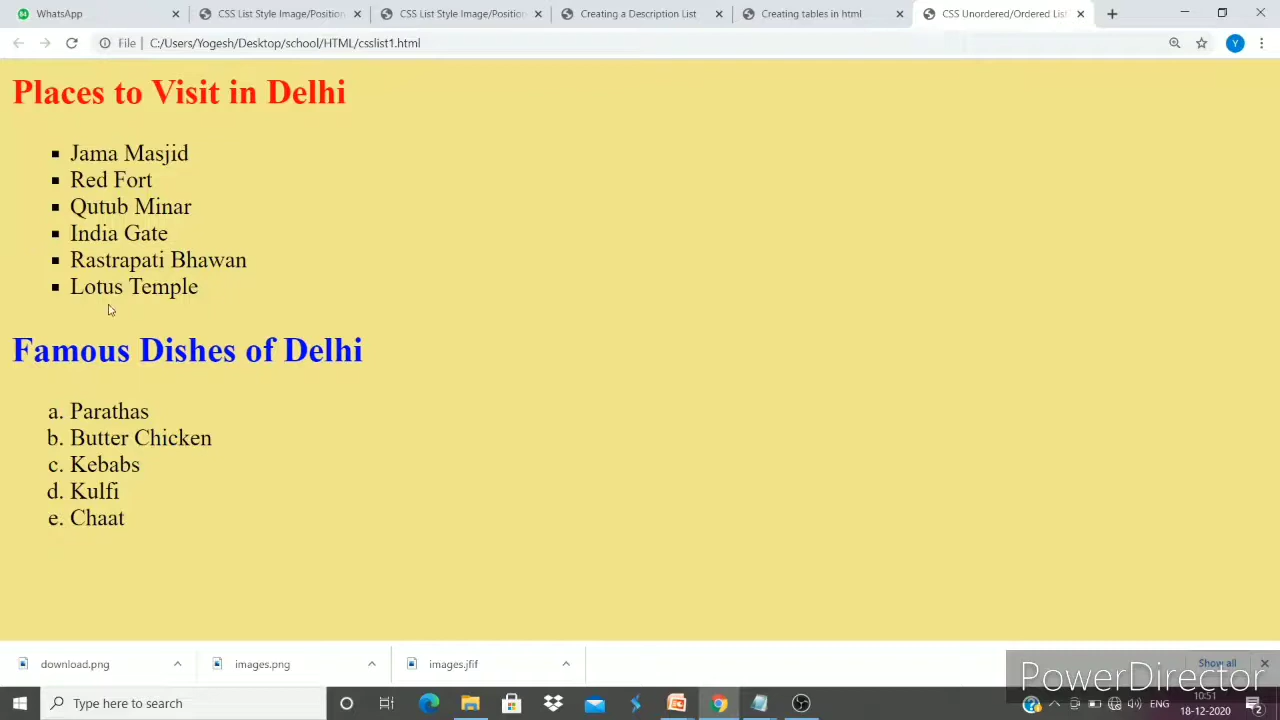 WhatsApp
CSS List Style Image/Position
CSS List Style Image/Position
Creating a Description List
Creating tables in html
CSS Unordered/Ordered List
File
C:/Users/Yogesh/Desktop/school/HTML/csslist1.html
Y
Places to Visit in Delhi
Jama Masjid
Red Fort
Qutub Minar
India Gate
Rastrapati Bhawan
Lotus Temple
Famous Dishes of Delhi
a. Parathas
b. Butter Chicken
c. Kebabs
d. Kulfi
e. Chaat
download.png
images.png
images.jfif
Show all
PowerDirector
Type here to search
ENG
10:51
18-12-2020
2